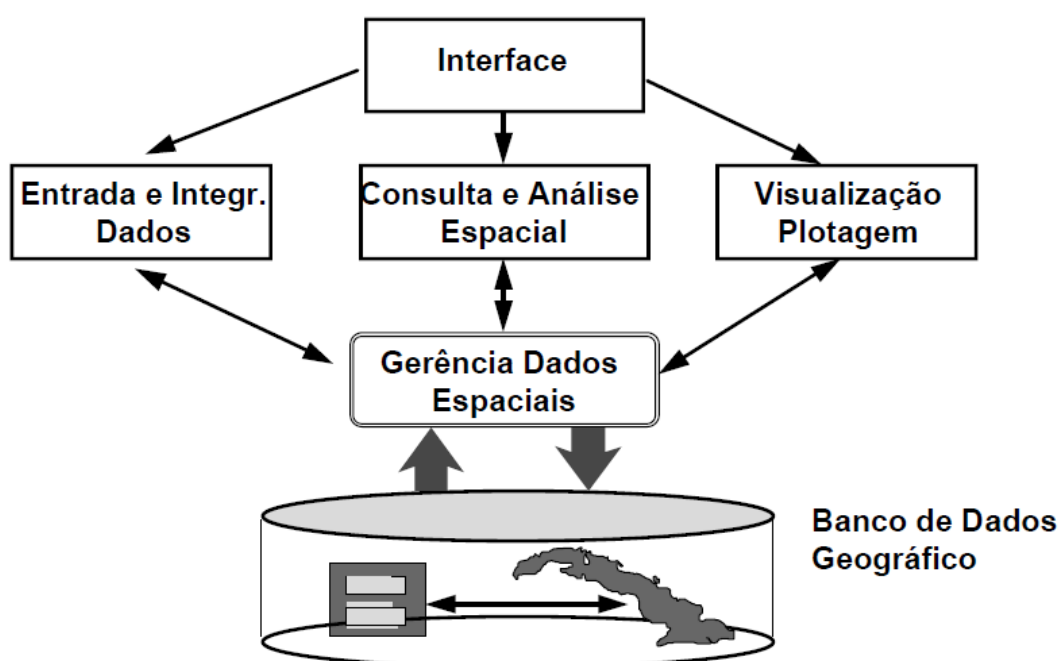 Interface
Entrada e Integr.
Dados
Consulta e Análise
Espacial
Visualização
Plotagem
Gerência Dados
Espaciais
Banco de Dados
Geográfico